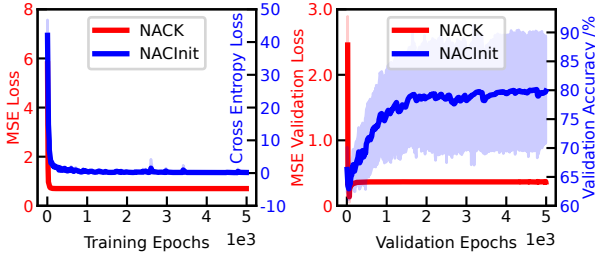 8
6
4
2
0
MSE Loss
NACK
NACInit
50
40
30
20
10
0
-10
Cross Entropy Loss
0 1 2 3 4 5
1e3
Training Epochs
3.0
2.0
1.0
0
MSE Validation Loss
NACK
NACInit
90
85
80
75
70
65
60
Validation Accuracy /%
0 1 2 3 4 5
1e3
Validation Epochs